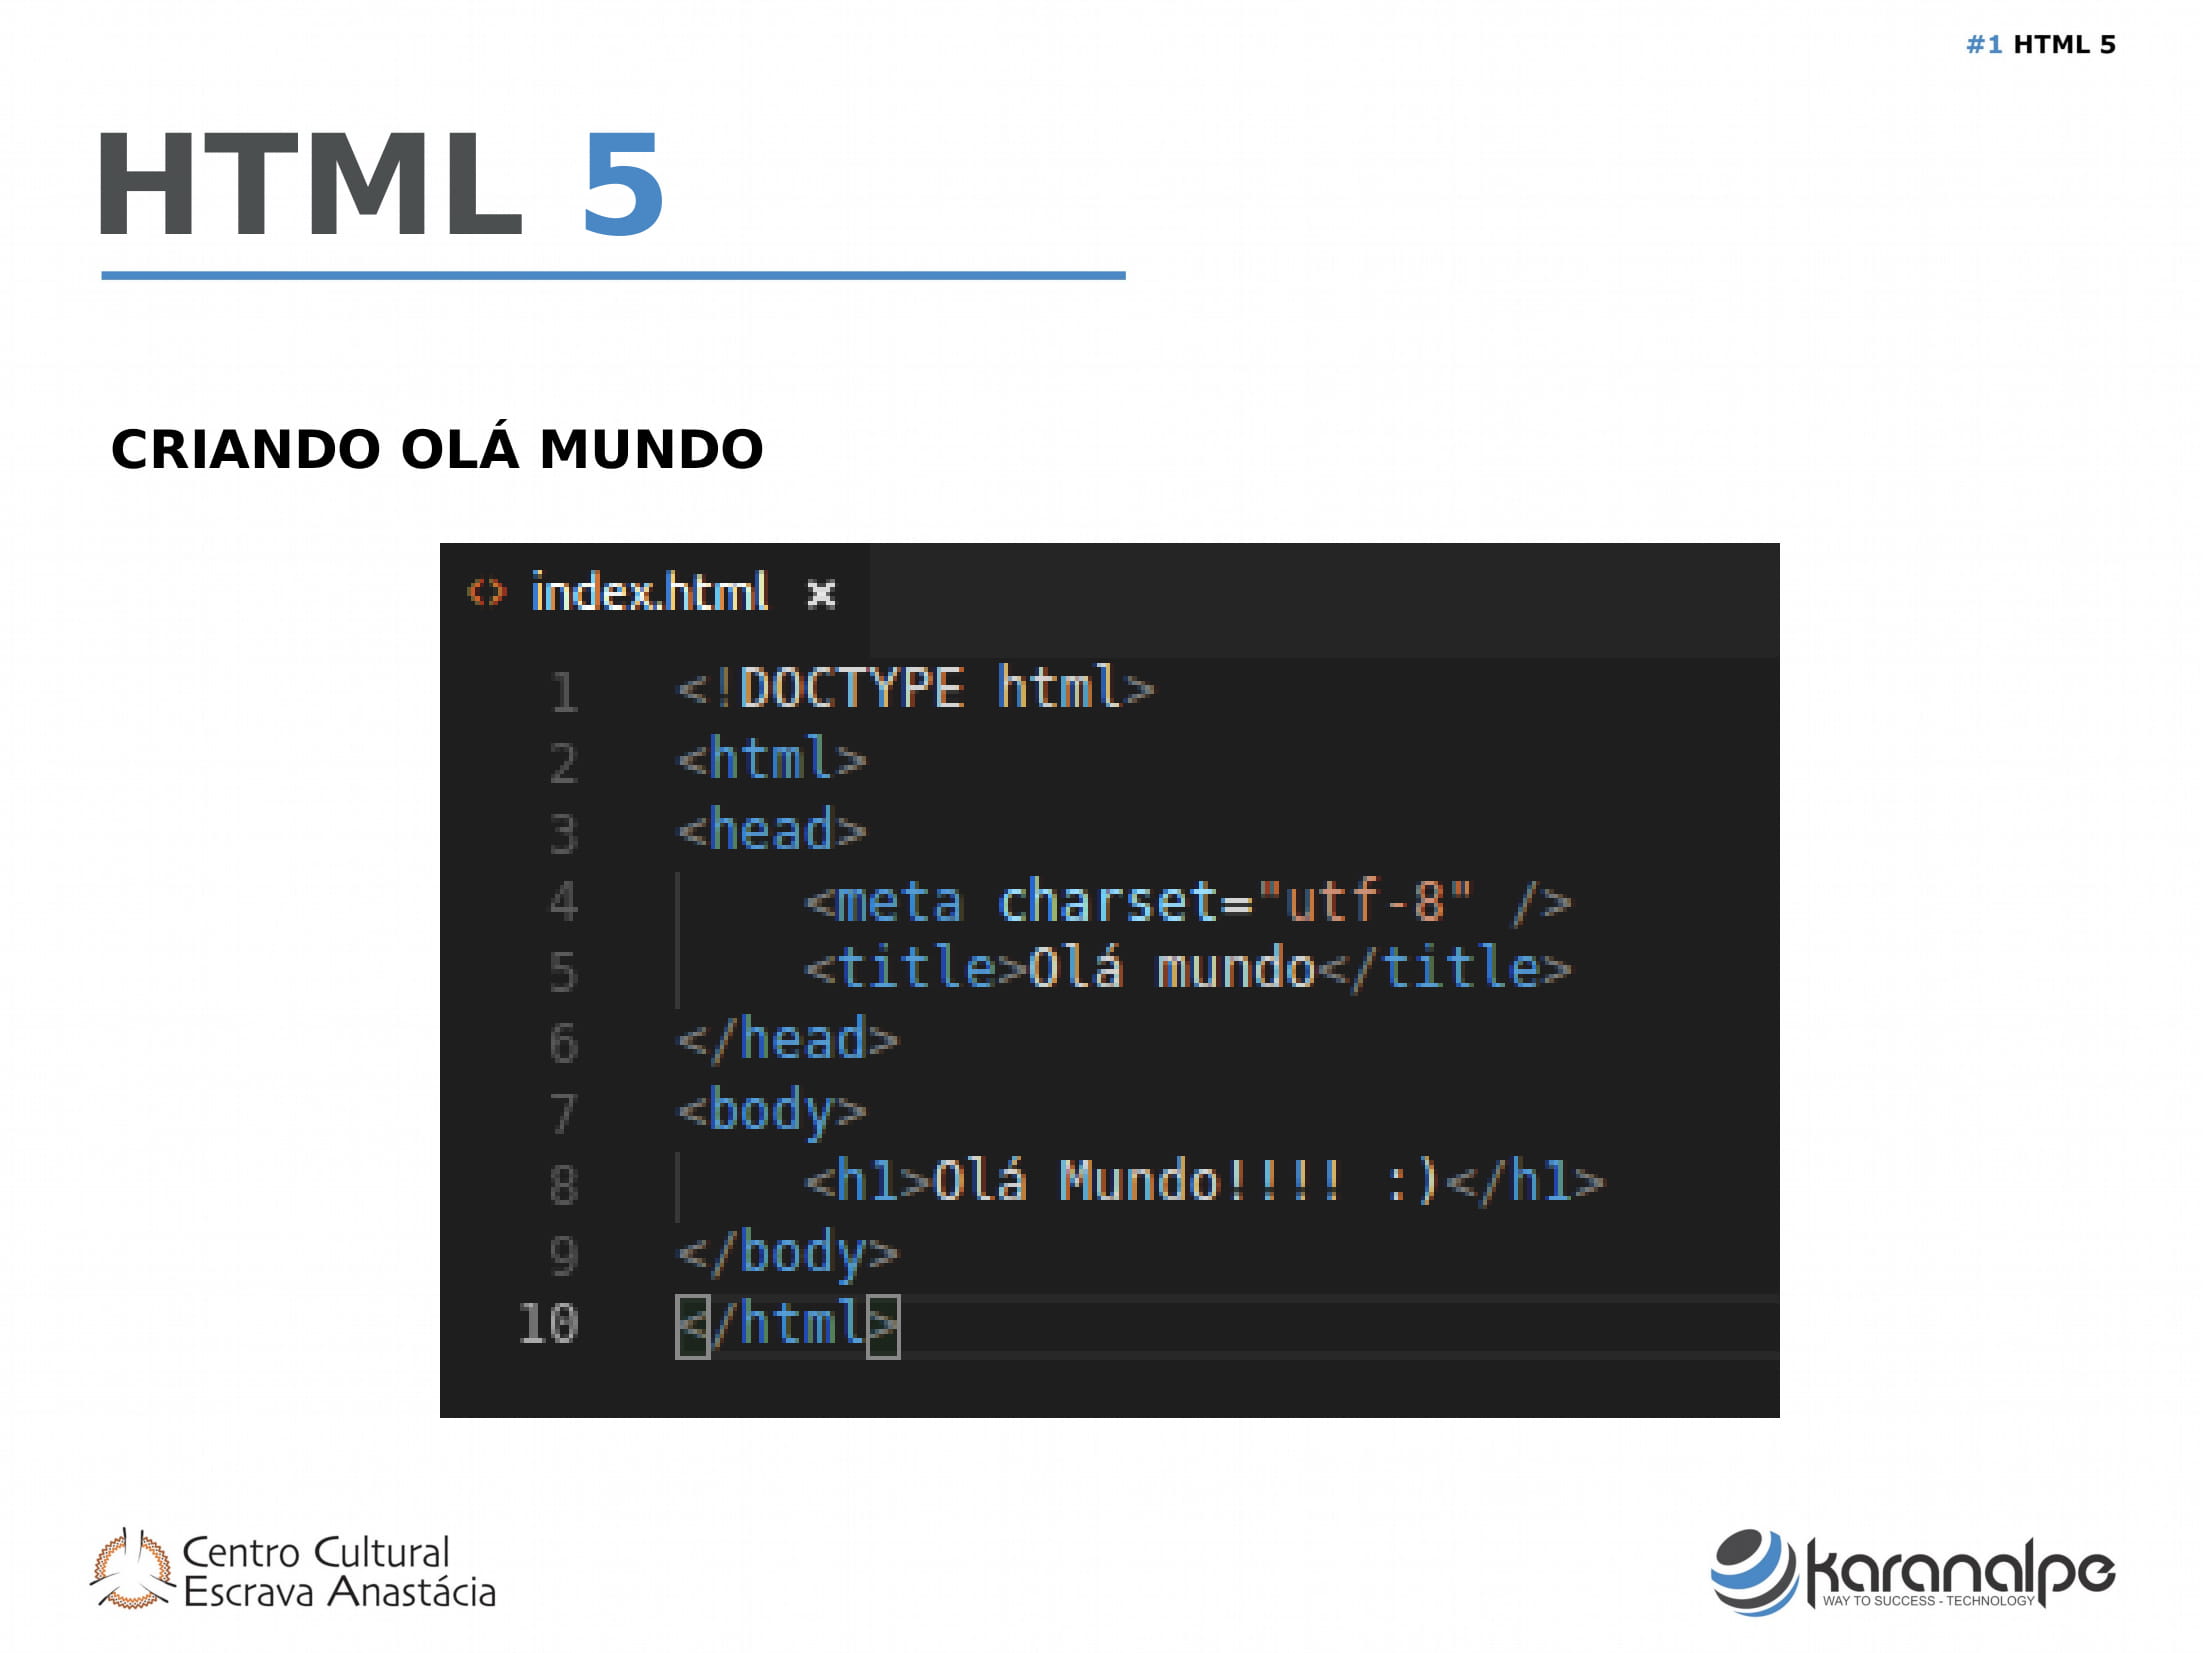 #1 HTML 5
HTML 5
CRIANDO OLÁ MUNDO
<> index.html ×
1 <!DOCTYPE html>
2 <html>
3 <head>
4     <meta charset="utf-8" />
5     <title>Olá mundo</title>
6 </head>
7 <body>
8     <h1>Olá Mundo!!!! :)</h1>
9 </body>
10 </html>
Centro Cultural
Escrava Anastácia
karanalpe
WAY TO SUCCESS - TECHNOLOGY